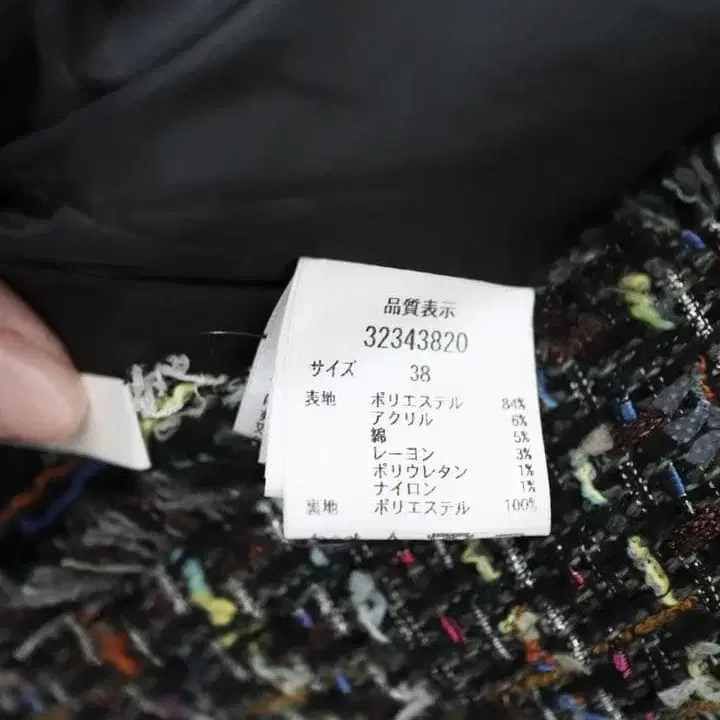 品質表示
32343820
サイズ 38
表地 ポリエステル 84%
アクリル 6%
綿 5%
レーヨン 3%
ポリウレタン 1%
ナイロン 1%
裏地 ポリエステル 100%